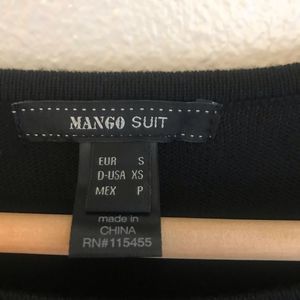 MANGO SUIT
EUR S
D-USA XS
MEX P
made in
CHINA
RN#115455